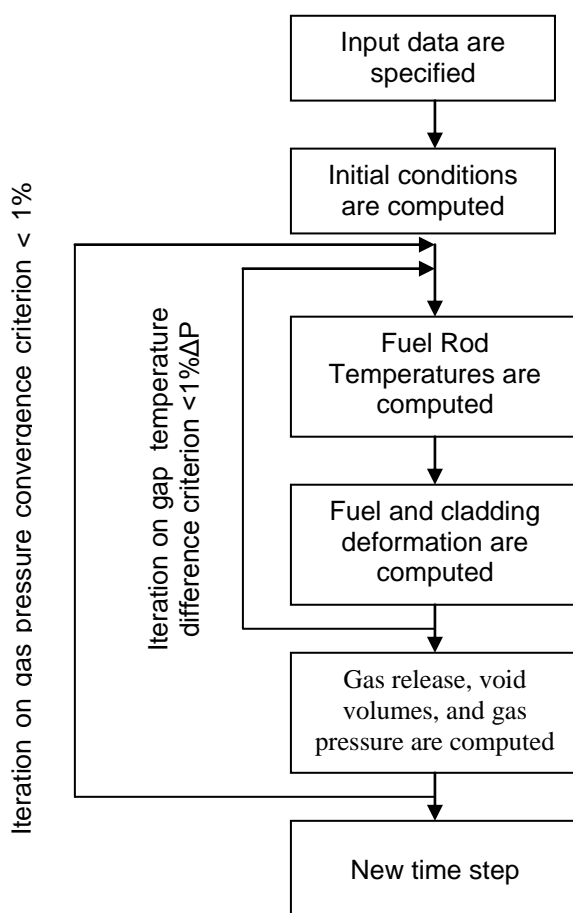 Input data are
specified
Initial conditions
are computed
Iteration on gas pressure convergence criterion < 1%
Iteration on gap temperature
difference criterion <1%ΔP
Fuel Rod
Temperatures are
computed
Fuel and cladding
deformation are
computed
Gas release, void
volumes, and gas
pressure are computed
New time step